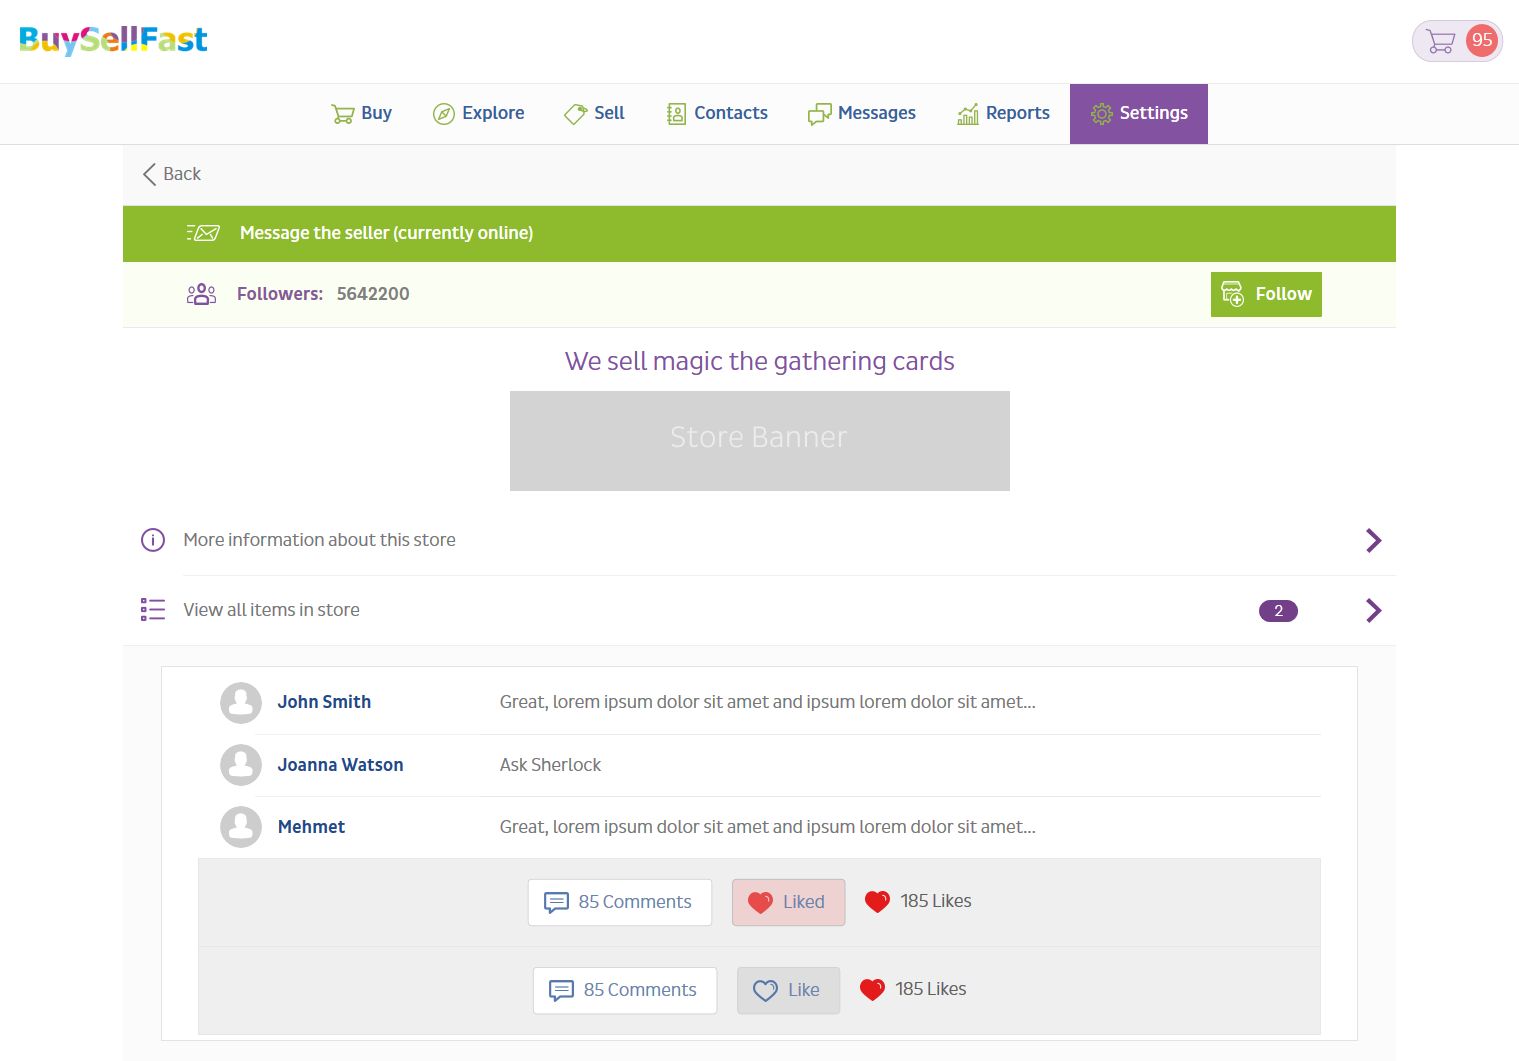 BuySellFast
95
Buy Explore Sell Contacts Messages Reports Settings
Back
Message the seller (currently online)
Followers: 5642200 Follow
We sell magic the gathering cards
Store Banner
More information about this store
View all items in store 2
John Smith Great, lorem ipsum dolor sit amet and ipsum lorem dolor sit amet...
Joanna Watson Ask Sherlock
Mehmet Great, lorem ipsum dolor sit amet and ipsum lorem dolor sit amet...
85 Comments Liked 185 Likes
85 Comments Like 185 Likes